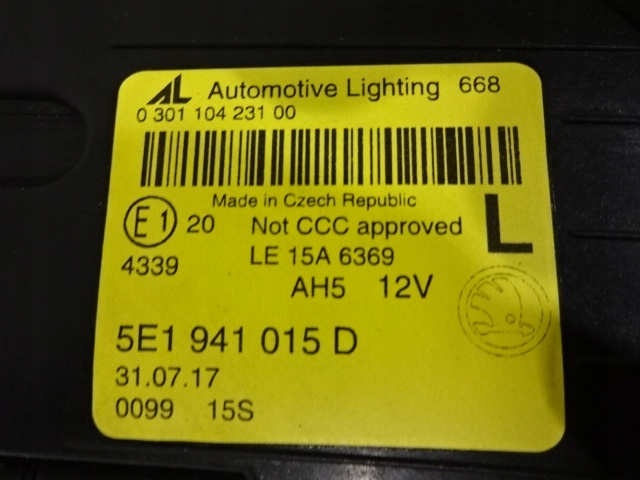 AL Automotive Lighting 668
0 301 104 231 00
Made in Czech Republic
E1 20 Not CCC approved L
4339 LE 15A 6369
AH5 12V
5E1 941 015 D
31.07.17
0099 15S